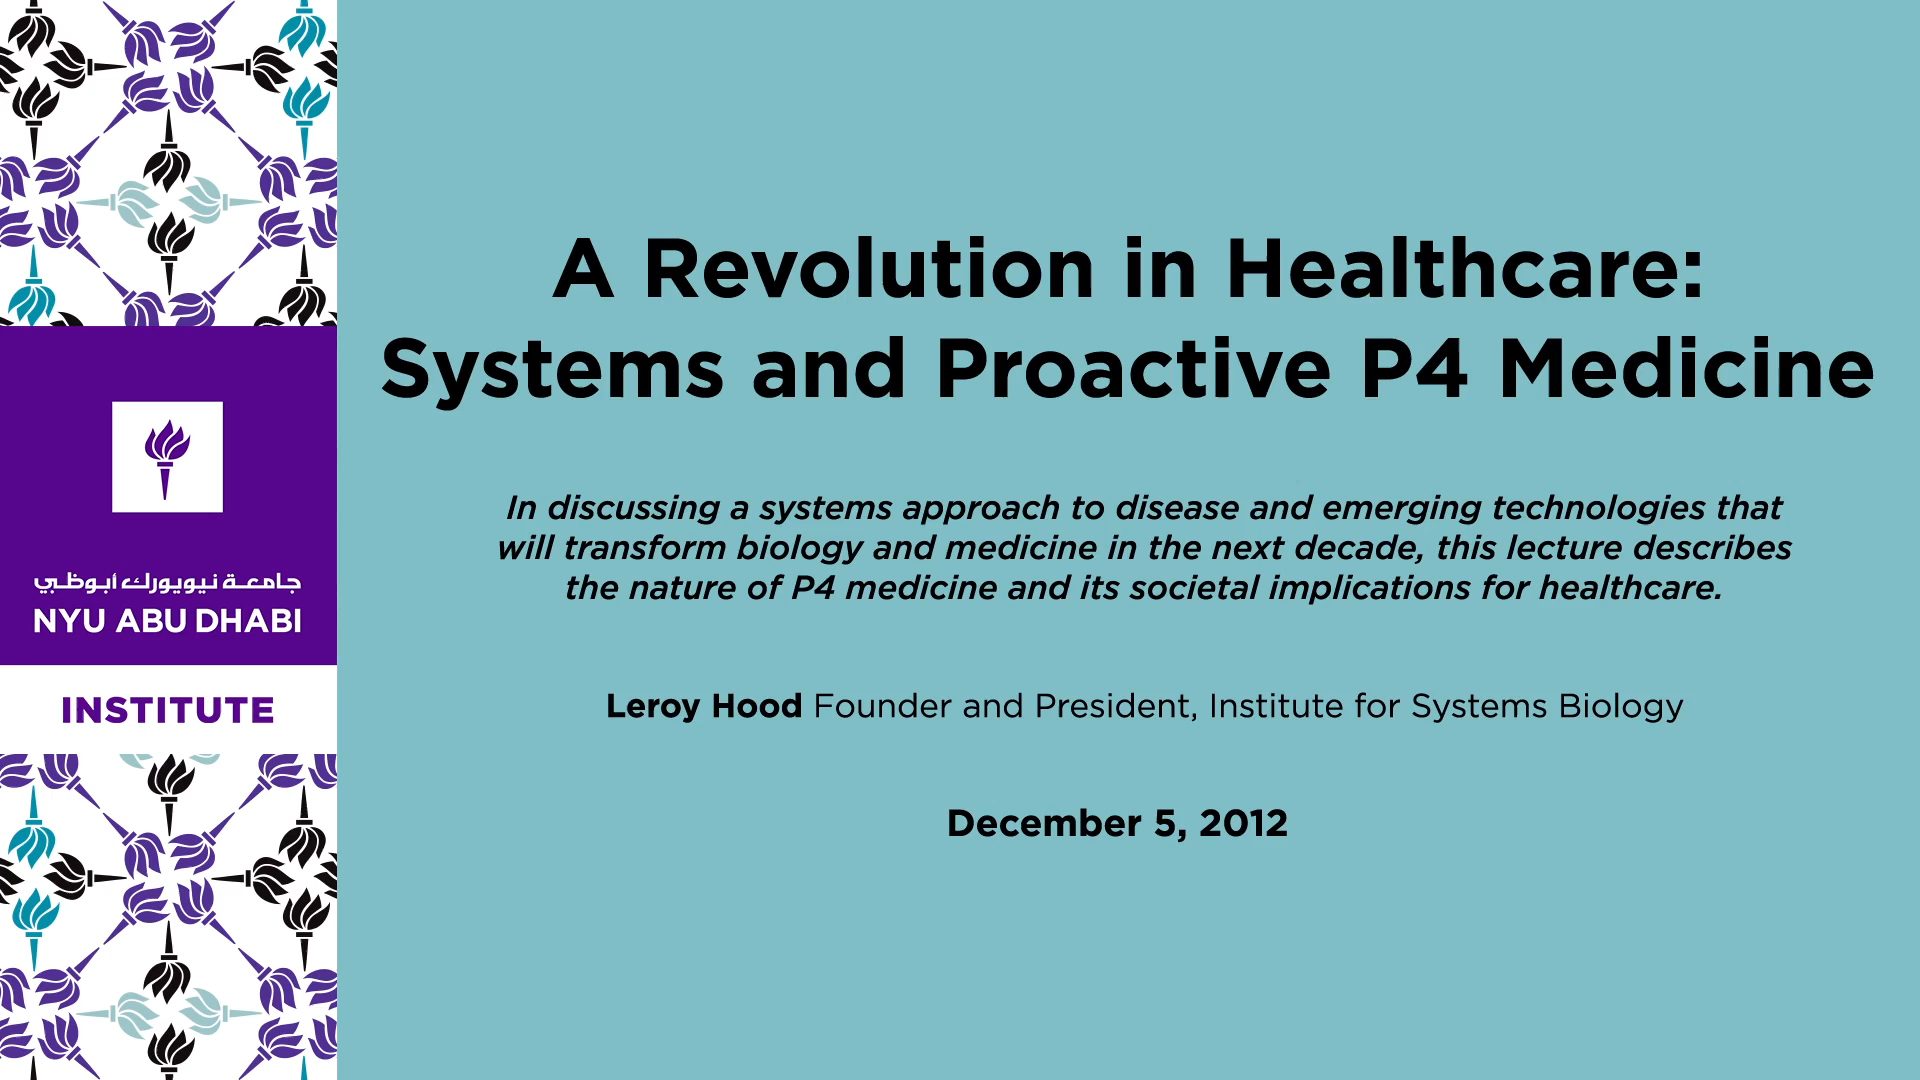 جامعة نيويورك أبوظبي
NYU ABU DHABI
INSTITUTE
A Revolution in Healthcare:
Systems and Proactive P4 Medicine
In discussing a systems approach to disease and emerging technologies that
will transform biology and medicine in the next decade, this lecture describes
the nature of P4 medicine and its societal implications for healthcare.
Leroy Hood Founder and President, Institute for Systems Biology
December 5, 2012